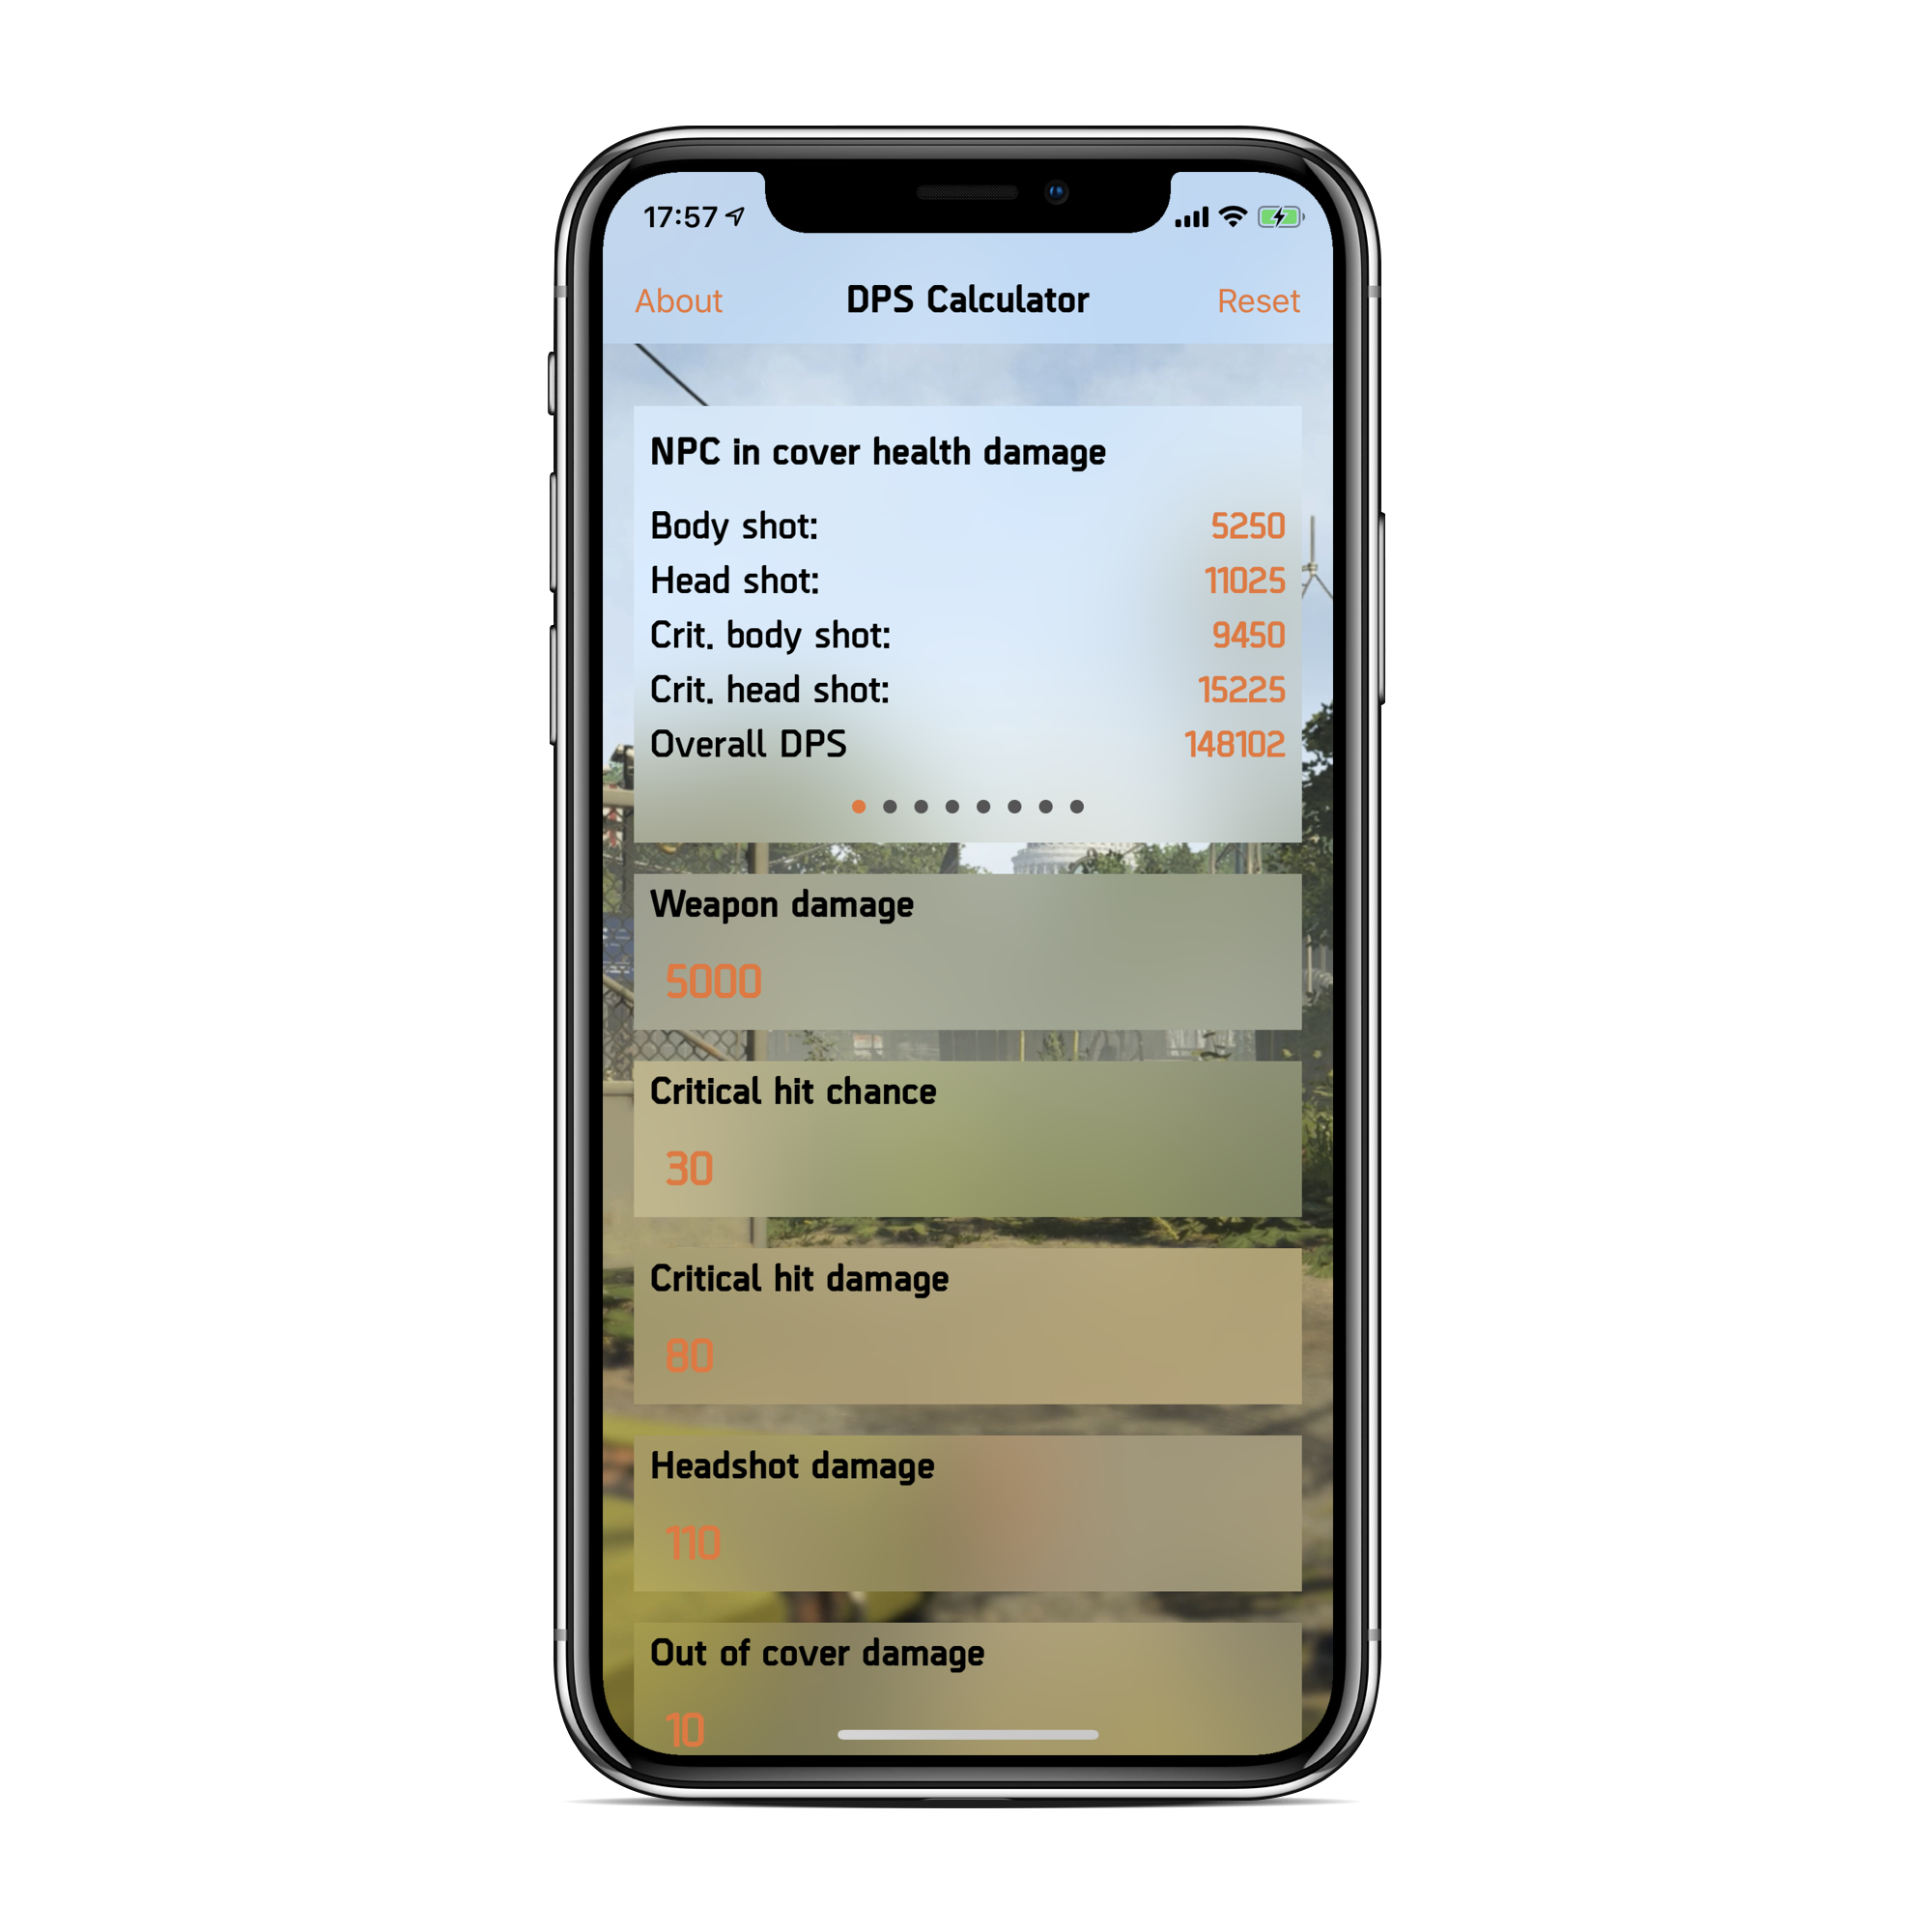 17:57
About DPS Calculator Reset
NPC in cover health damage
Body shot: 5250
Head shot: 11025
Crit. body shot: 9450
Crit. head shot: 15225
Overall DPS 148102
Weapon damage
5000
Critical hit chance
30
Critical hit damage
80
Headshot damage
110
Out of cover damage
10